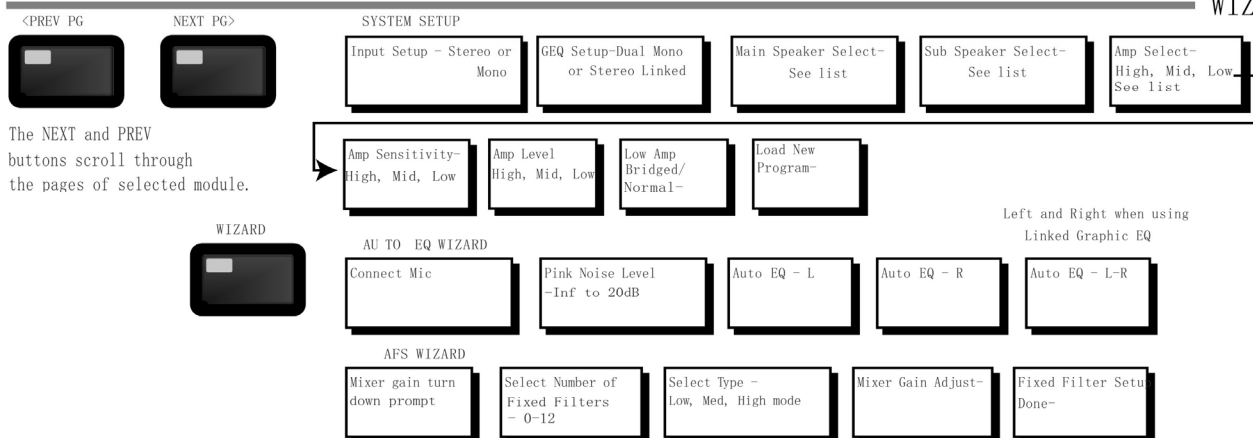 WIZ
<PREV PG
NEXT PG>
The NEXT and PREV
buttons scroll through
the pages of selected module.
WIZARD
SYSTEM SETUP
Input Setup - Stereo or
Mono
GEQ Setup-Dual Mono
or Stereo Linked
Main Speaker Select-
See list
Sub Speaker Select-
See list
Amp Select-
High, Mid, Low
See list
Amp Sensitivity-
High, Mid, Low
Amp Level
High, Mid, Low
Low Amp
Bridged/
Normal-
Load New
Program-
AU TO EQ WIZARD
Connect Mic
Pink Noise Level
-Inf to 20dB
Auto EQ - L
Auto EQ - R
Left and Right when using
Linked Graphic EQ
Auto EQ - L-R
AFS WIZARD
Mixer gain turn
down prompt
Select Number of
Fixed Filters
- 0-12
Select Type -
Low, Med, High mode
Mixer Gain Adjust-
Fixed Filter Setup
Done-